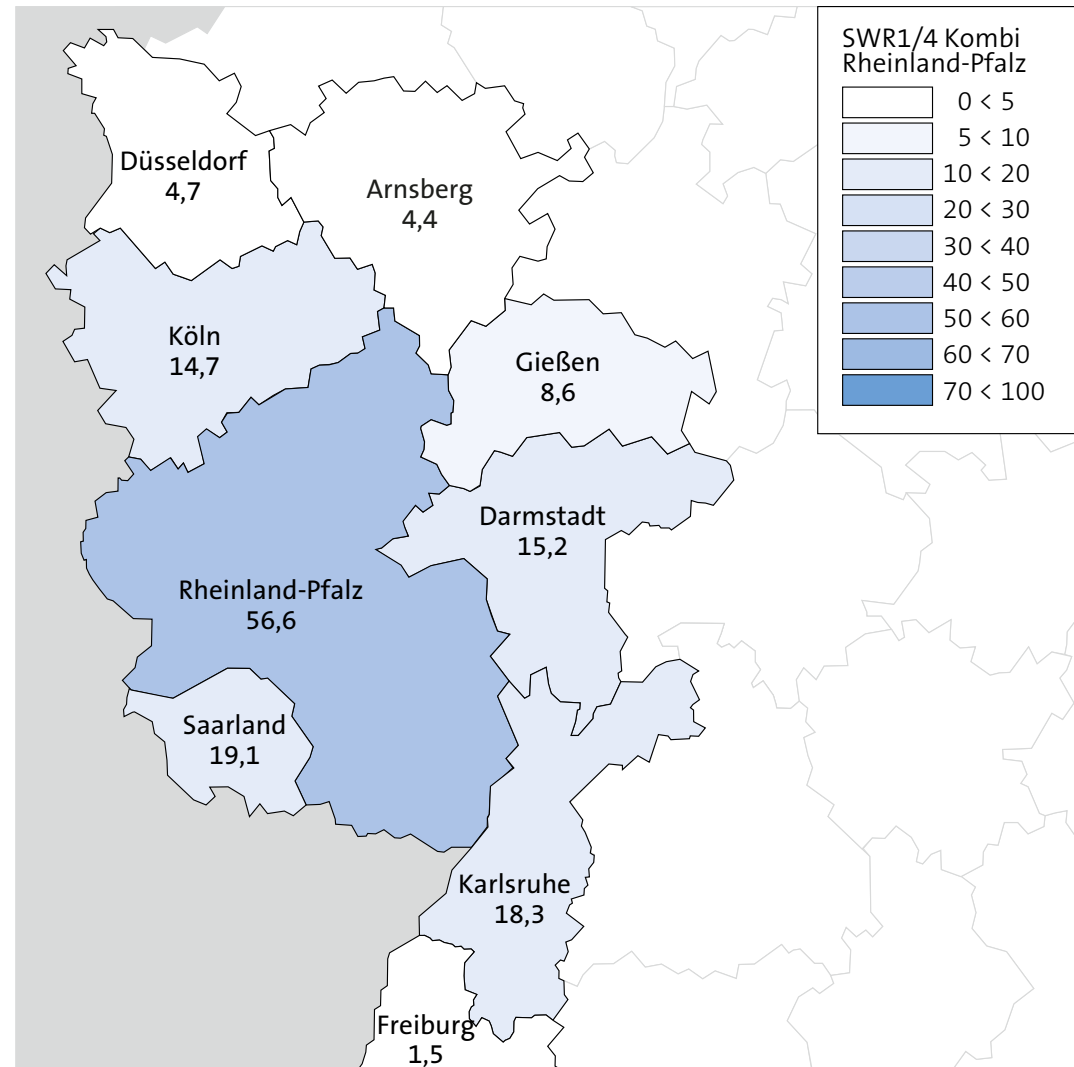 SWR1/4 Kombi
Rheinland-Pfalz
0 < 5
5 < 10
10 < 20
20 < 30
30 < 40
40 < 50
50 < 60
60 < 70
70 < 100
Düsseldorf
4,7
Arnsberg
4,4
Köln
14,7
Gießen
8,6
Darmstadt
15,2
Rheinland-Pfalz
56,6
Saarland
19,1
Karlsruhe
18,3
Freiburg
1,5